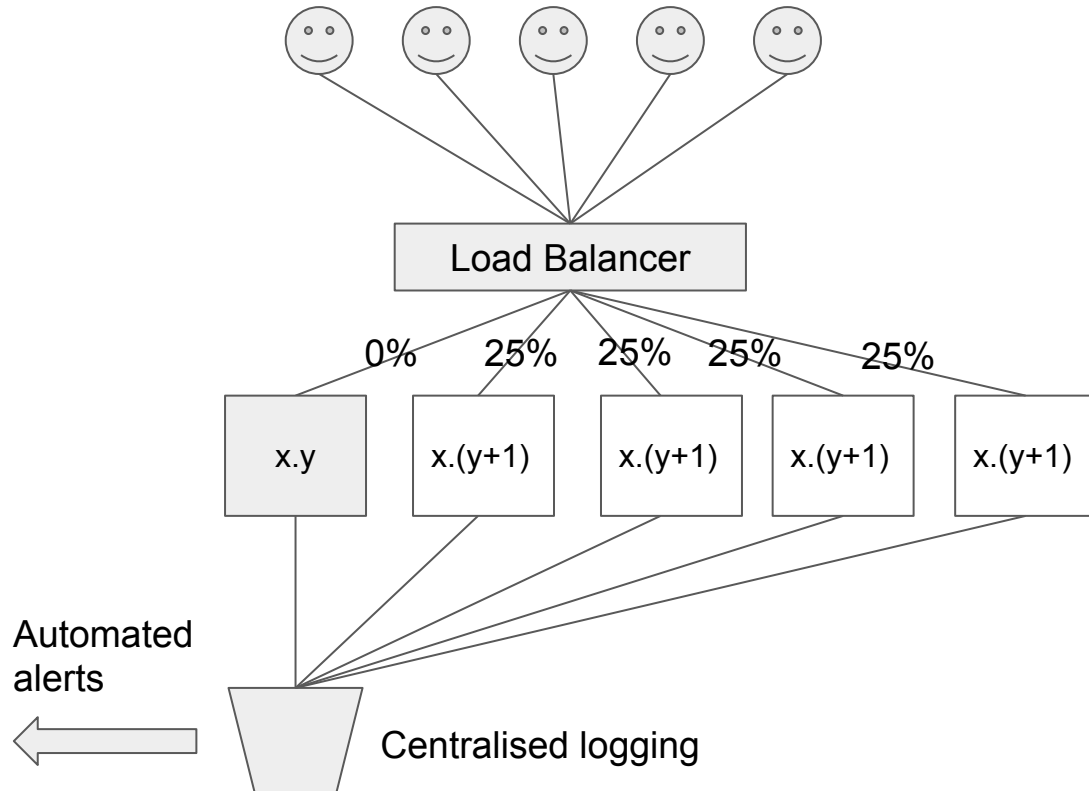 Load Balancer
0% 25% 25% 25% 25%
x.y x.(y+1) x.(y+1) x.(y+1) x.(y+1)
Automated
alerts
Centralised logging